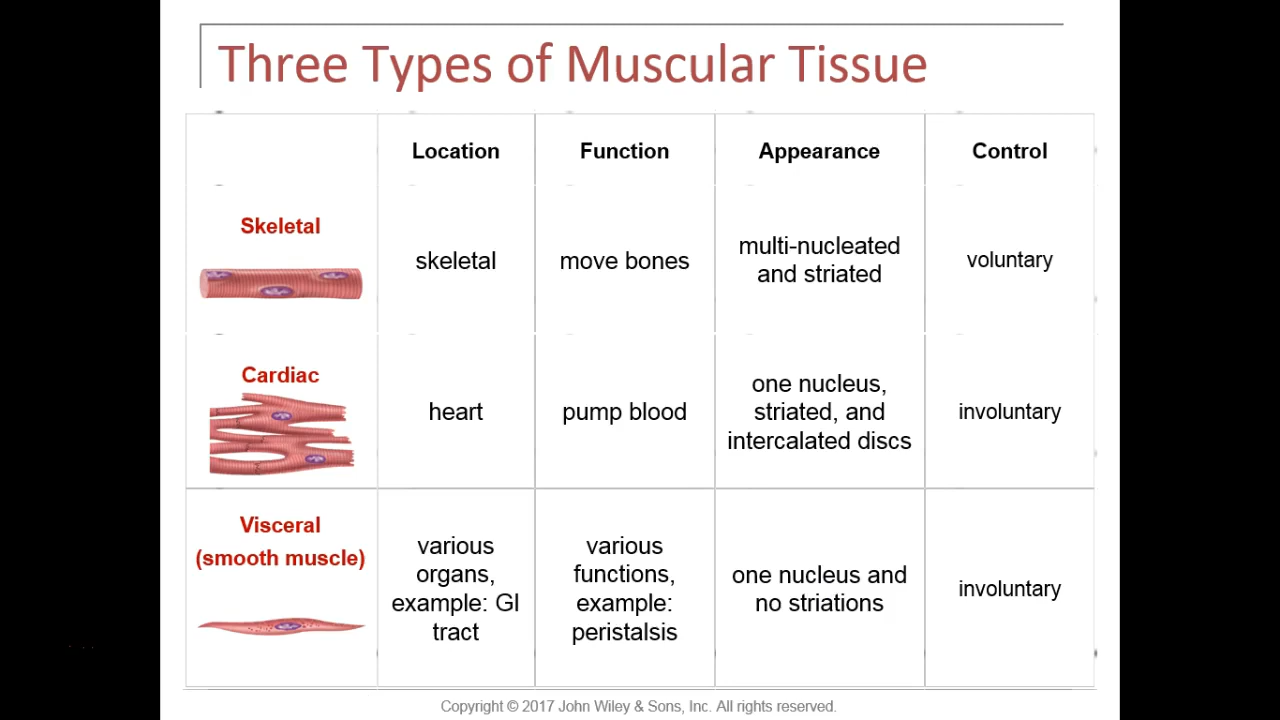 Three Types of Muscular Tissue
Location Function Appearance Control
Skeletal
skeletal
move bones
multi-nucleated
and striated
voluntary
Cardiac
heart
pump blood
one nucleus,
striated, and
intercalated discs
involuntary
Visceral
(smooth muscle)
various
organs,
example: GI
tract
various
functions,
example:
peristalsis
one nucleus and
no striations
involuntary
Copyright © 2017 John Wiley & Sons, Inc. All rights reserved.